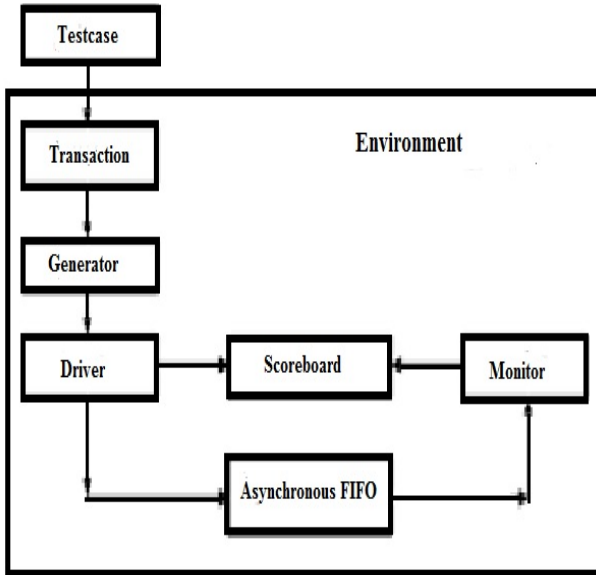 Testcase
Environment
Transaction
Generator
Driver
Scoreboard
Monitor
Asynchronous FIFO